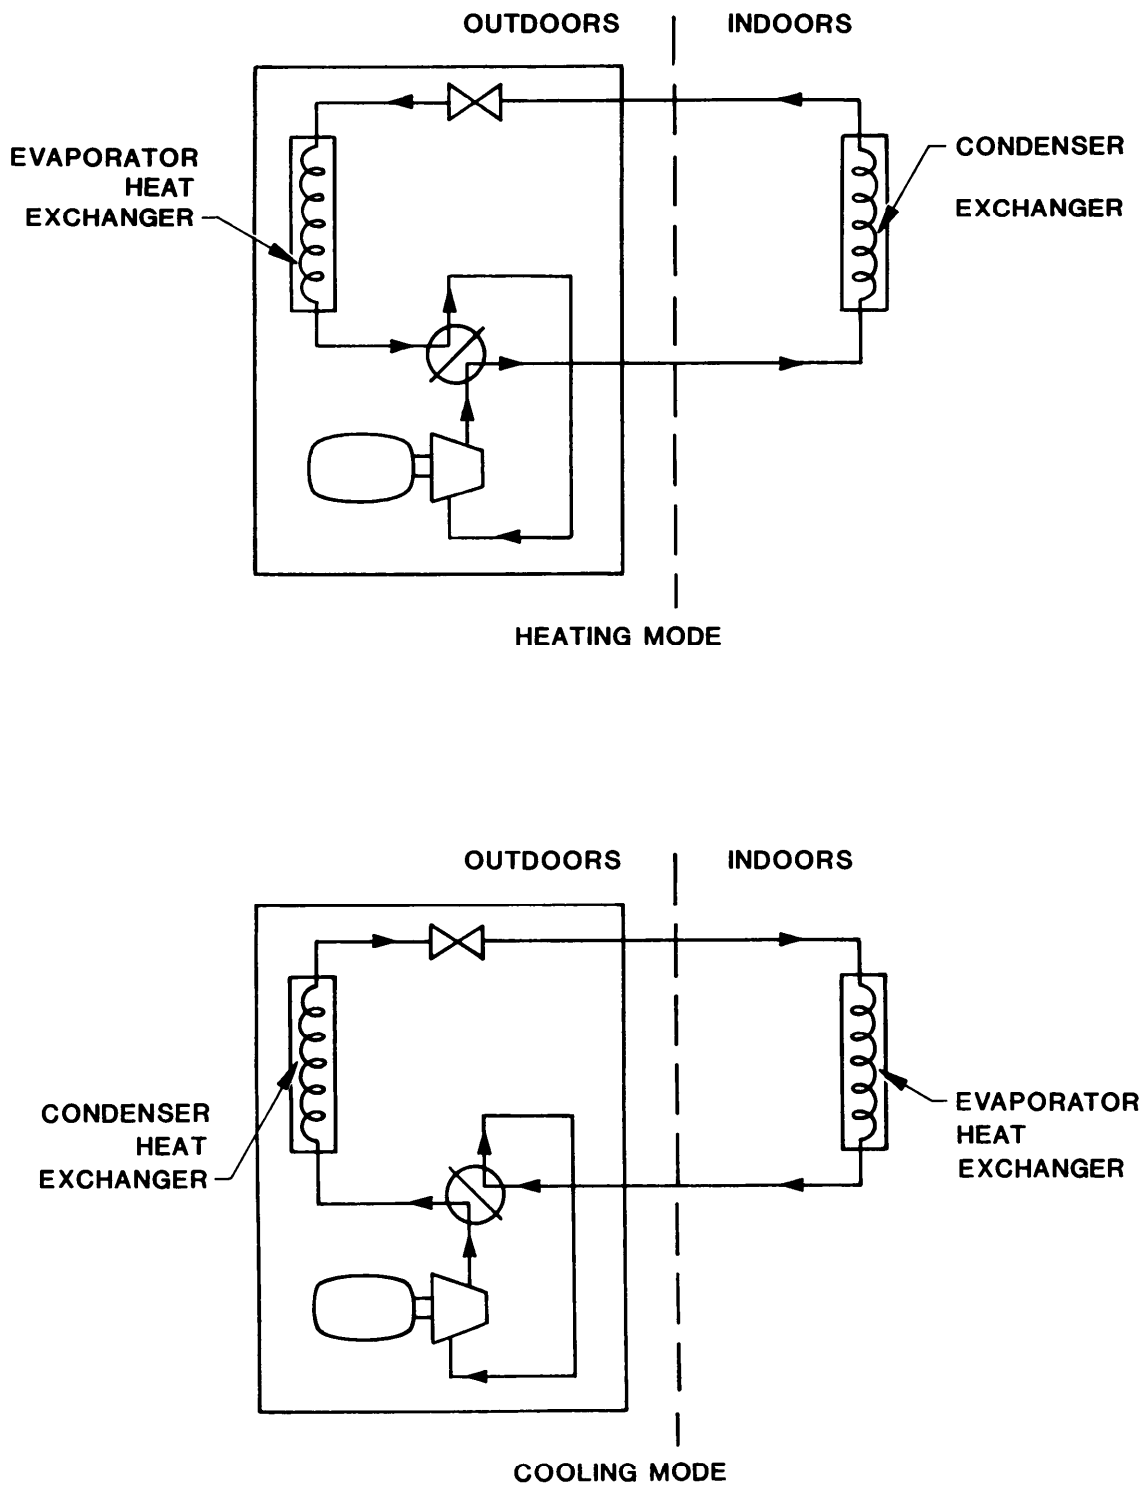 OUTDOORS
INDOORS
EVAPORATOR
HEAT
EXCHANGER
CONDENSER
EXCHANGER
HEATING MODE
OUTDOORS
INDOORS
CONDENSER
HEAT
EXCHANGER
EVAPORATOR
HEAT
EXCHANGER
COOLING MODE